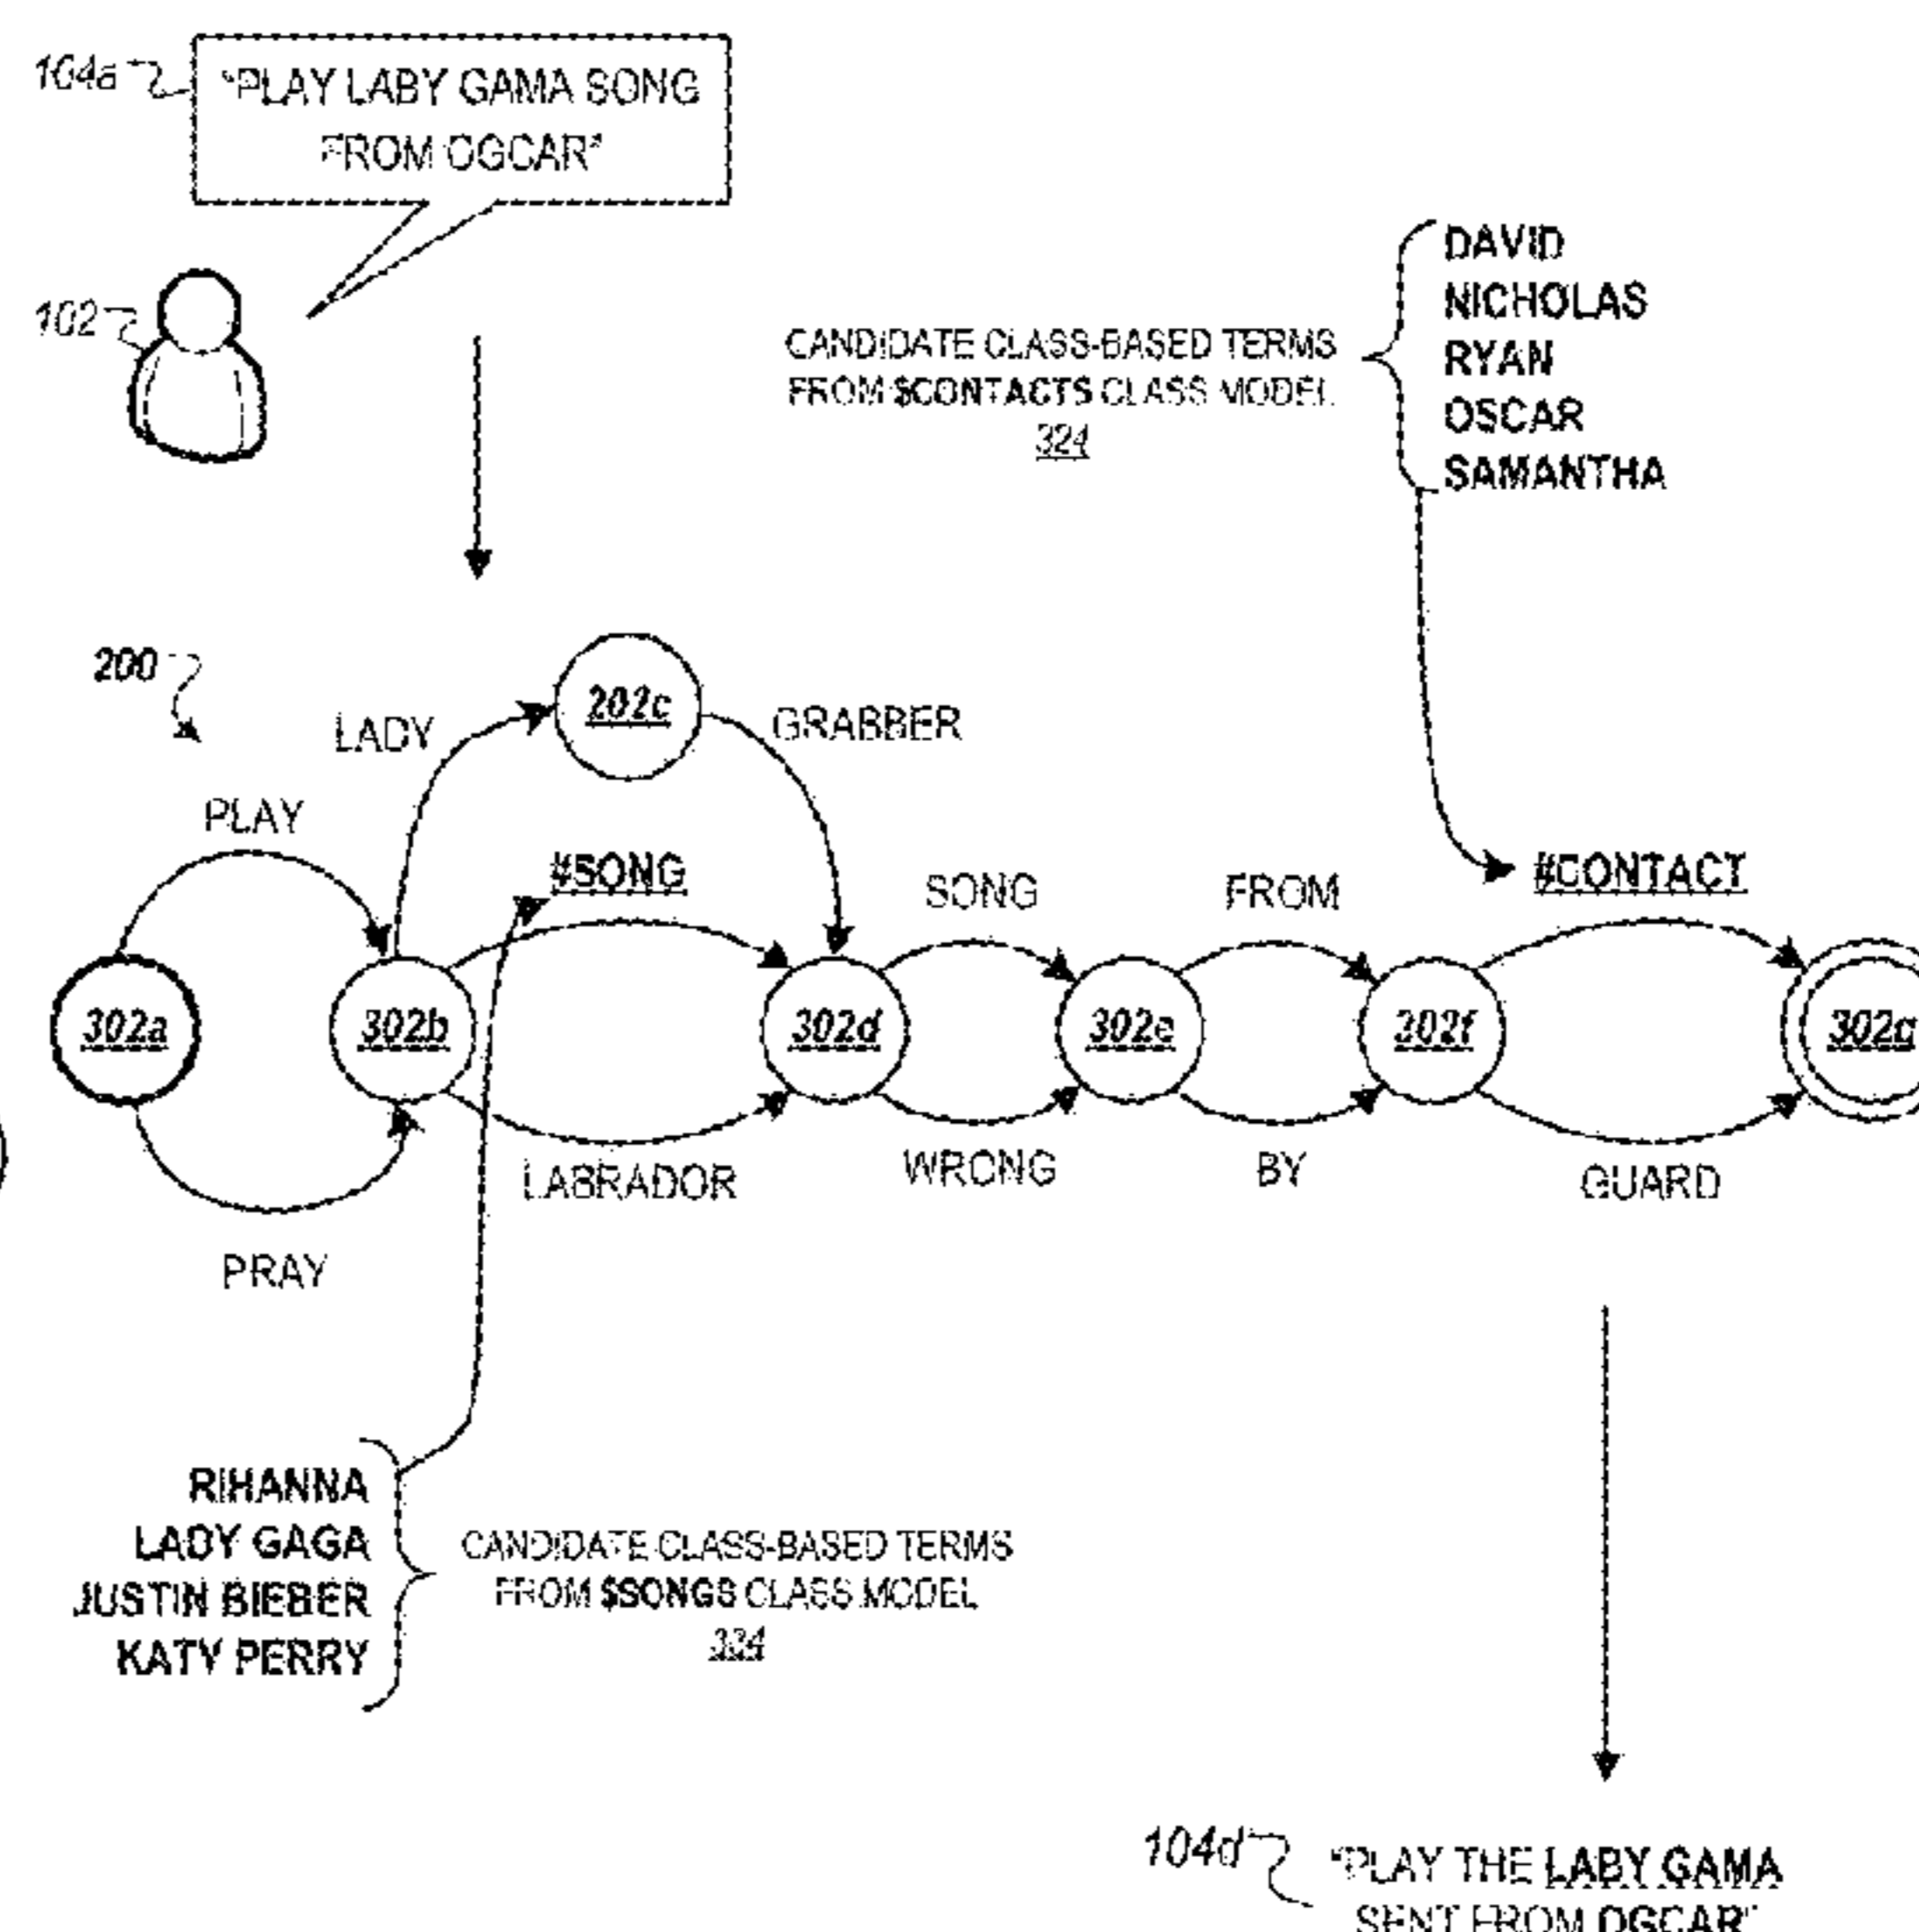 104a
"PLAY LABY GAMA SONG
FROM OGCAR"
102
CANDIDATE CLASS-BASED TERMS
FROM $CONTACTS CLASS MODEL
324
DAVID
NICHOLAS
RYAN
OSCAR
SAMANTHA
200
LADY
202c
GRABBER
PLAY
#SONG
SONG
FROM
#CONTACT
302a
302b
302d
302e
302f
302g
LABRADOR
WRONG
BY
GUARD
PRAY
RIHANNA
LADY GAGA
JUSTIN BIEBER
KATY PERRY
CANDIDATE CLASS-BASED TERMS
FROM $SONGS CLASS MODEL
334
104d
"PLAY THE LABY GAMA
SENT FROM OGCAR"